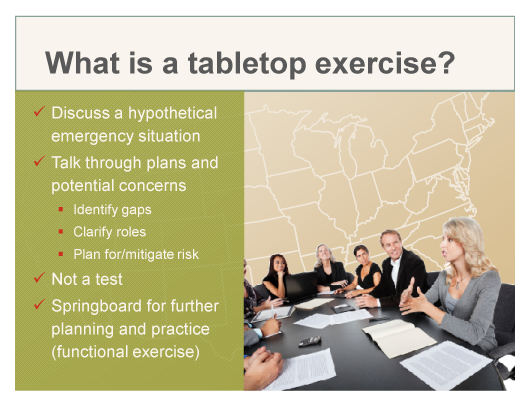 What is a tabletop exercise?
Discuss a hypothetical
emergency situation
Talk through plans and
potential concerns
Identify gaps
Clarify roles
Plan for/mitigate risk
Not a test
Springboard for further
planning and practice
(functional exercise)